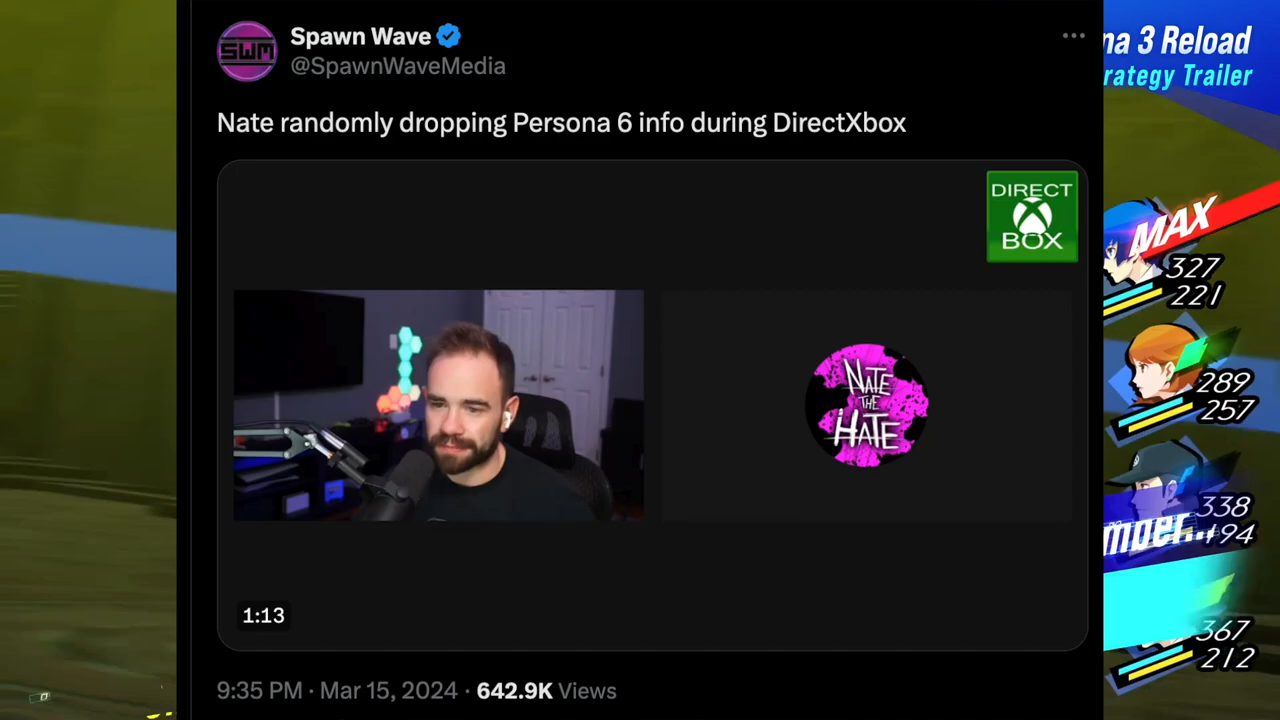 Spawn Wave
@SpawnWaveMedia
SWM
Nate randomly dropping Persona 6 info during DirectXbox
DIRECT
BOX
NATE
THE
HATE
1:13
9:35 PM · Mar 15, 2024 · 642.9K Views
na 3 Reload
rategy Trailer
MAX
327
221
289
257
338
194
mper...
367
212